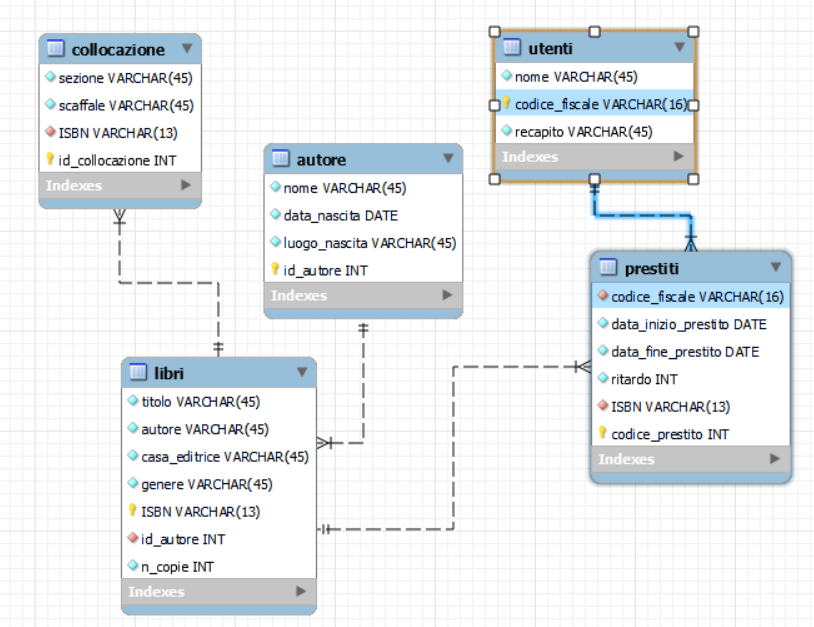 collocazione
sezione VARCHAR(45)
scaffale VARCHAR(45)
ISBN VARCHAR(13)
id_collocazione INT
Indexes
autore
nome VARCHAR(45)
data_nascita DATE
luogo_nascita VARCHAR(45)
id_autore INT
Indexes
utenti
nome VARCHAR(45)
codice_fiscale VARCHAR(16)
recapito VARCHAR(45)
Indexes
libri
titolo VARCHAR(45)
autore VARCHAR(45)
casa_editrice VARCHAR(45)
genere VARCHAR(45)
ISBN VARCHAR(13)
id_autore INT
n_copie INT
Indexes
prestiti
codice_fiscale VARCHAR(16)
data_inizio_prestito DATE
data_fine_prestito DATE
ritardo INT
ISBN VARCHAR(13)
codice_prestito INT
Indexes